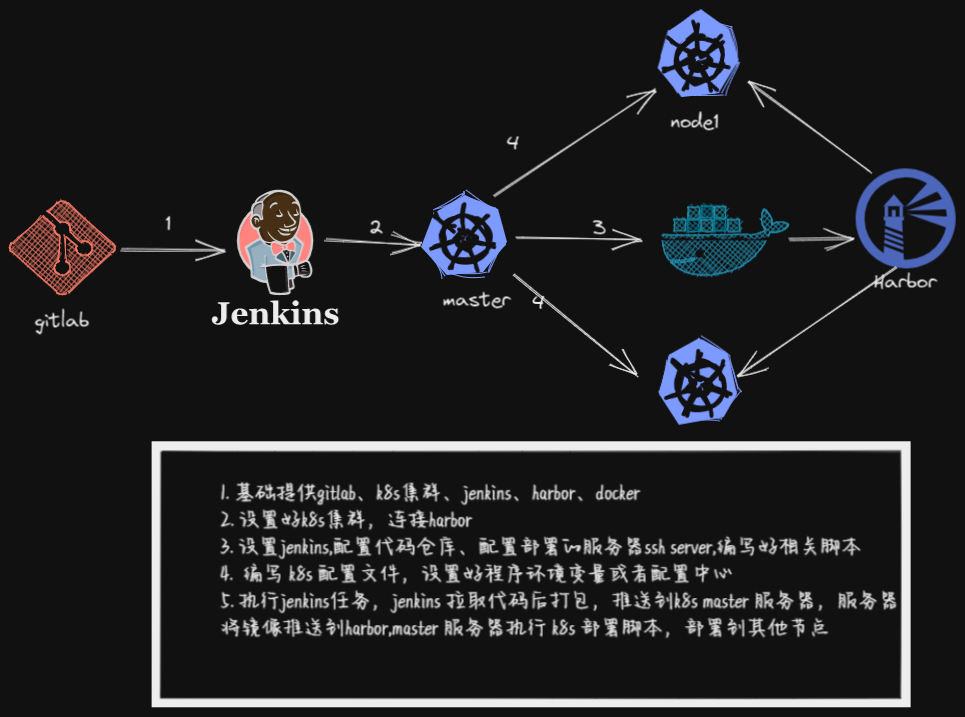 node1
4
1
2
3
gitlab
Jenkins
master
4
Harbor
1. 基础提供gitlab、k8s集群、jenkins、harbor、docker
2. 设置好k8s集群，连接harbor
3. 设置jenkins,配置代码仓库、配置部署的服务器ssh server,编写好相关脚本
4. 编写 k8s 配置文件，设置好程序环境变量或者配置中心
5. 执行jenkins任务，jenkins 拉取代码后打包，推送到k8s master 服务器，服务器
将镜像推送到harbor,master 服务器执行 k8s 部署脚本，部署到其他节点